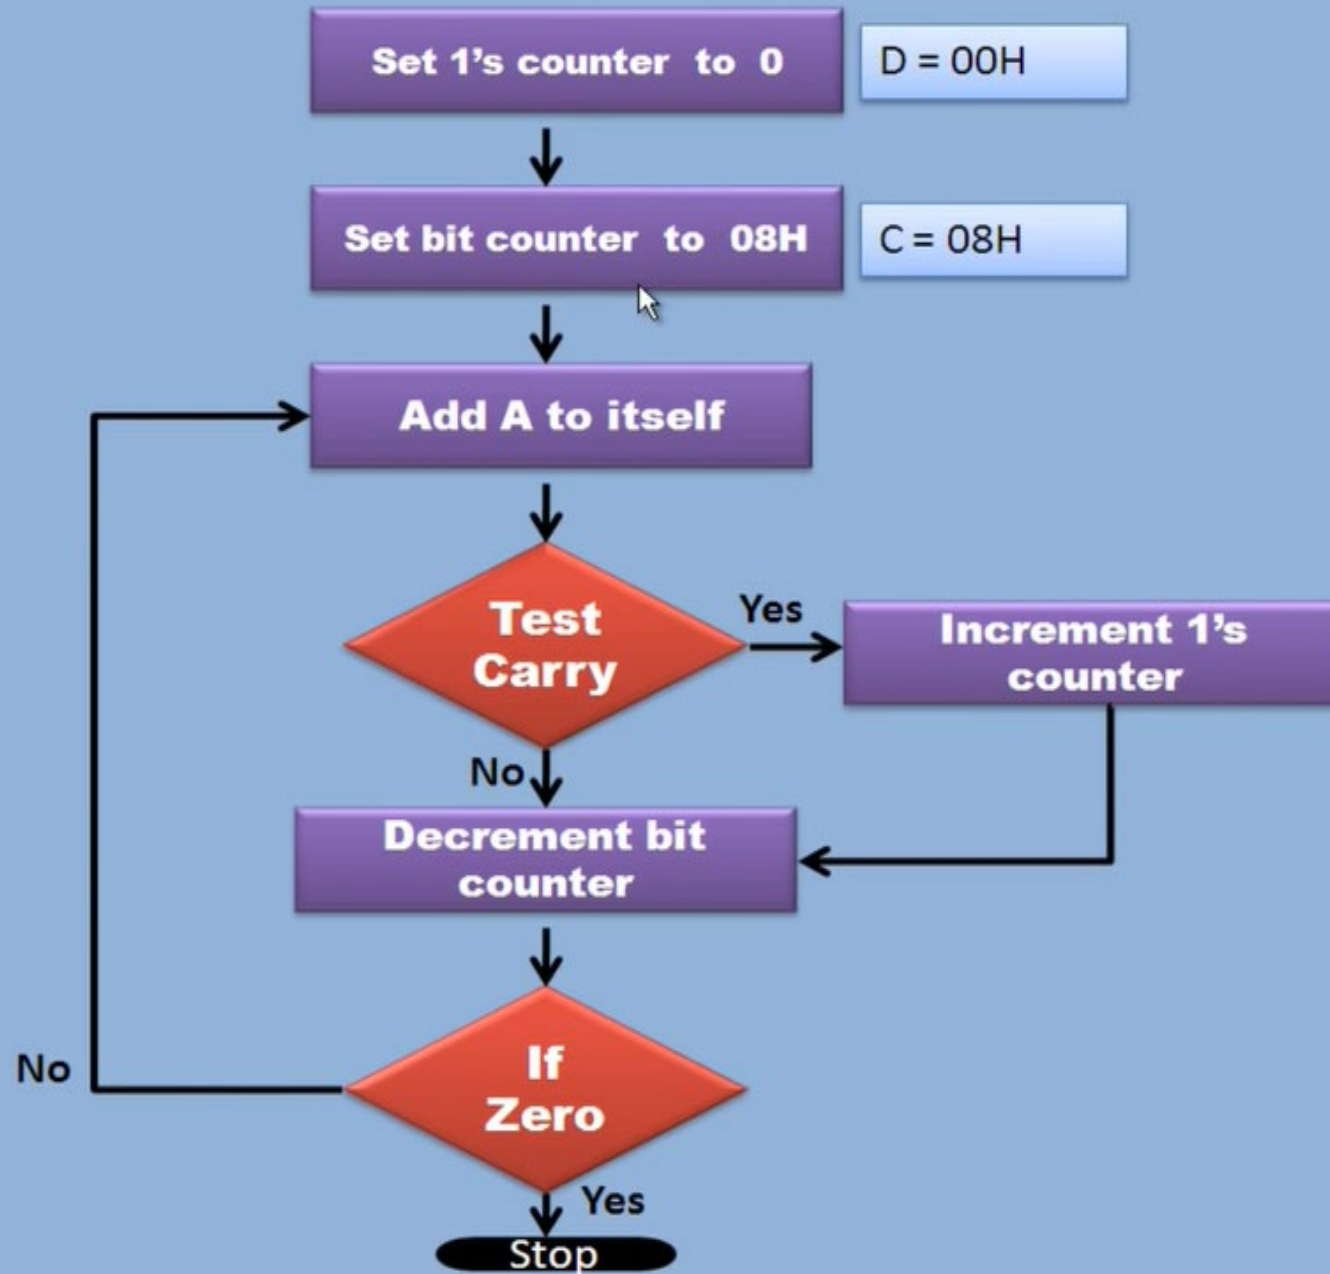 Set 1's counter to 0
D = 00H
Set bit counter to 08H
C = 08H
Add A to itself
Test
Carry
Yes
Increment 1's
counter
No
Decrement bit
counter
If
Zero
No
Yes
Stop